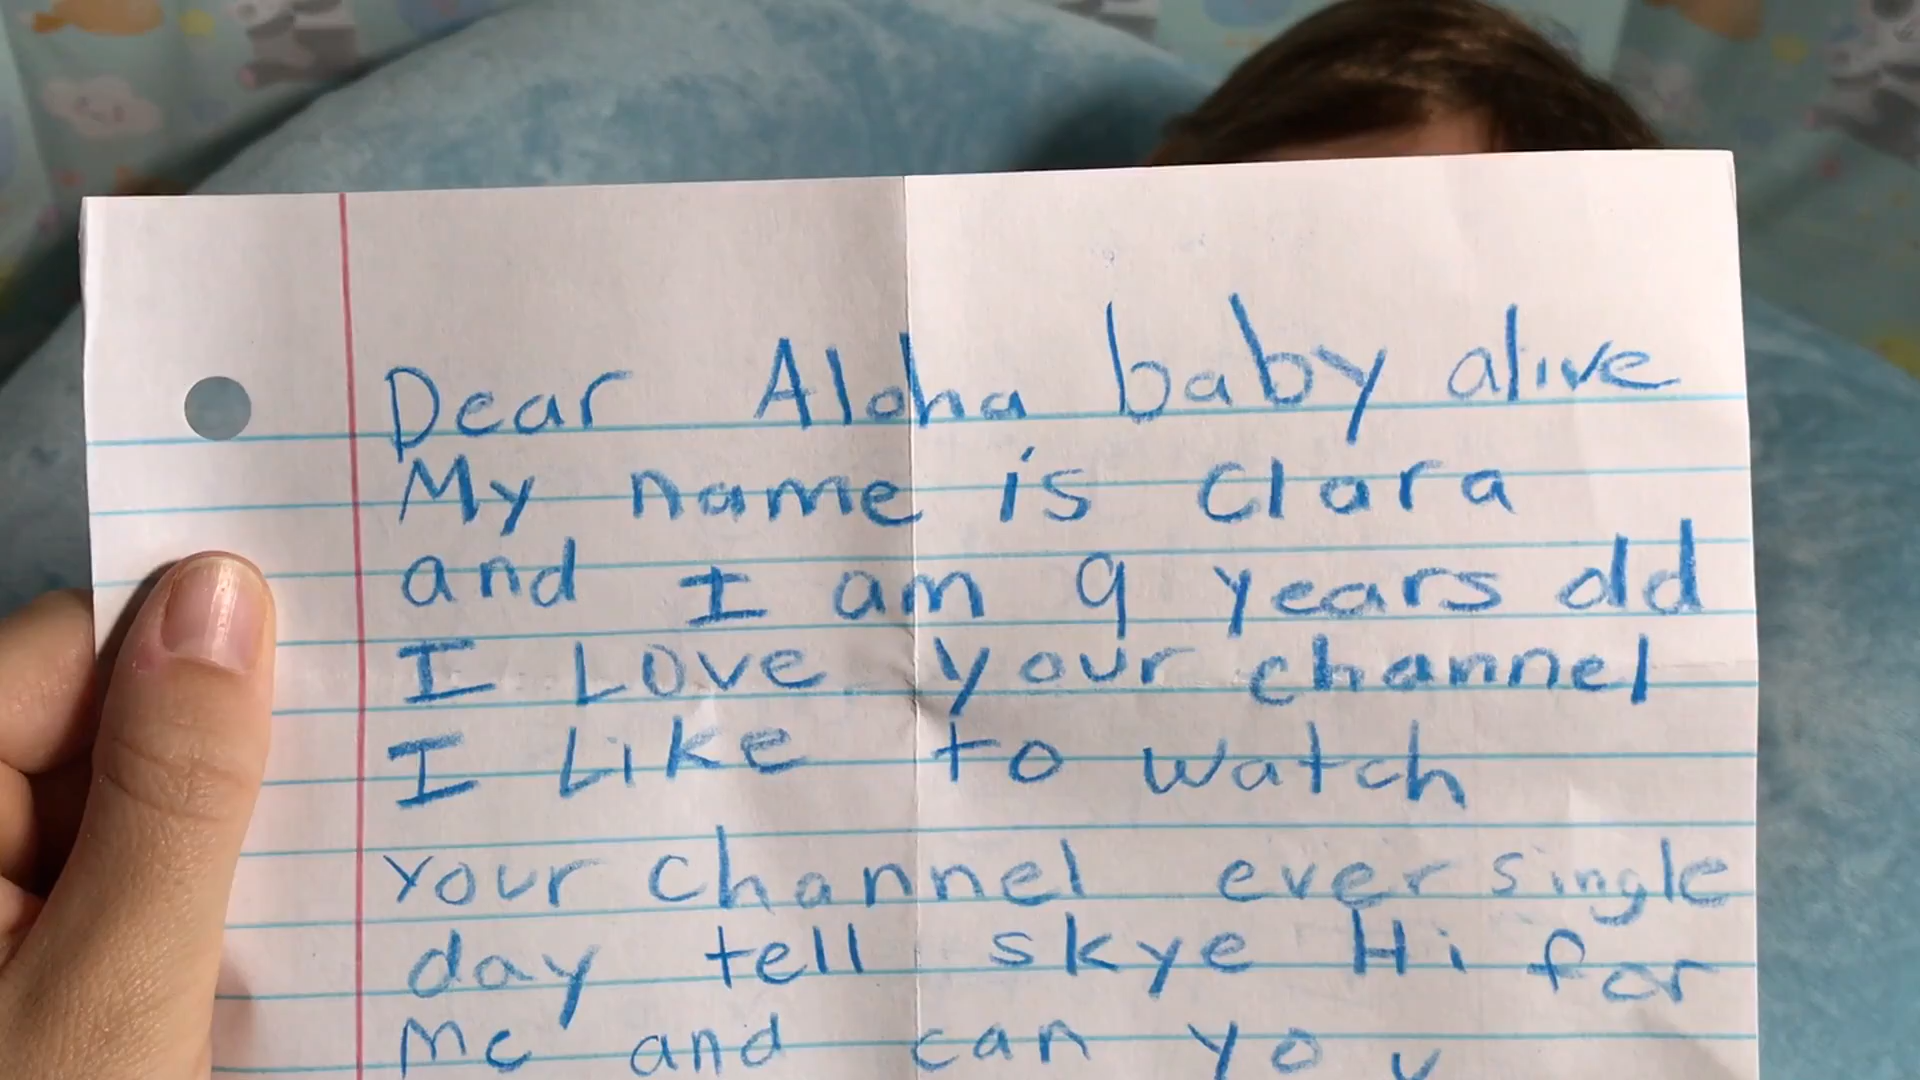 Dear Aloha baby alive
My name is Clara
and I am 9 years old
I Love your channel
I Like to watch
your channel ever single
day tell skye Hi for
Me and can you